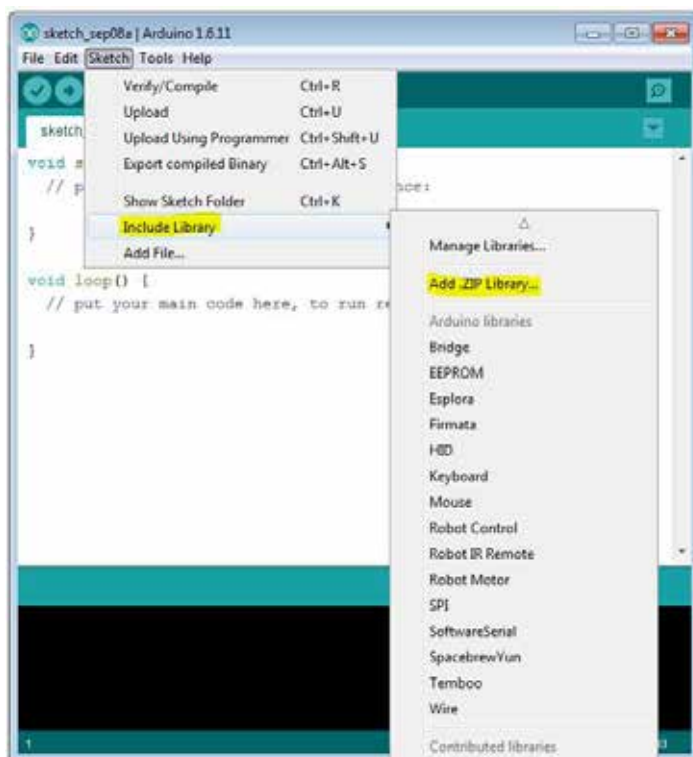 sketch_sep08a | Arduino 1.6.11
File Edit Sketch Tools Help
Verify/Compile Ctrl+R
Upload Ctrl+U
Upload Using Programmer Ctrl+Shift+U
Export compiled Binary Ctrl+Alt+S
Show Sketch Folder Ctrl+K
Include Library
Add File...
sketch_
void s
// p nce:
}
void loop() {
// put your main code here, to run re
}
Manage Libraries...
Add .ZIP Library...
Arduino libraries
Bridge
EEPROM
Esplora
Firmata
HID
Keyboard
Mouse
Robot Control
Robot IR Remote
Robot Motor
SPI
SoftwareSerial
SpacebrewYun
Temboo
Wire
Contributed libraries
1